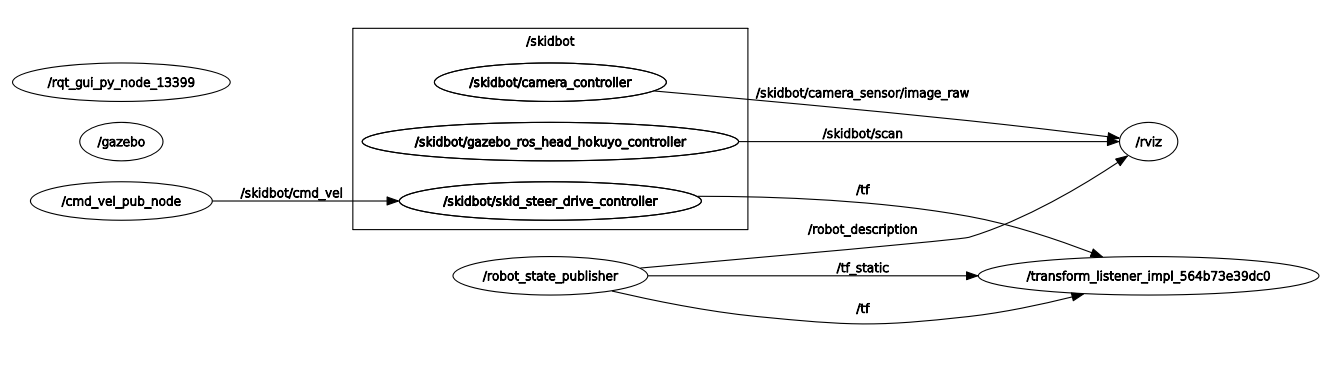 /skidbot
/rqt_gui_py_node_13399
/skidbot/camera_controller
/skidbot/camera_sensor/image_raw
/gazebo
/skidbot/gazebo_ros_head_hokuyo_controller
/skidbot/scan
/rviz
/cmd_vel_pub_node
/skidbot/cmd_vel
/skidbot/skid_steer_drive_controller
/tf
/robot_description
/robot_state_publisher
/tf_static
/transform_listener_impl_564b73e39dc0
/tf